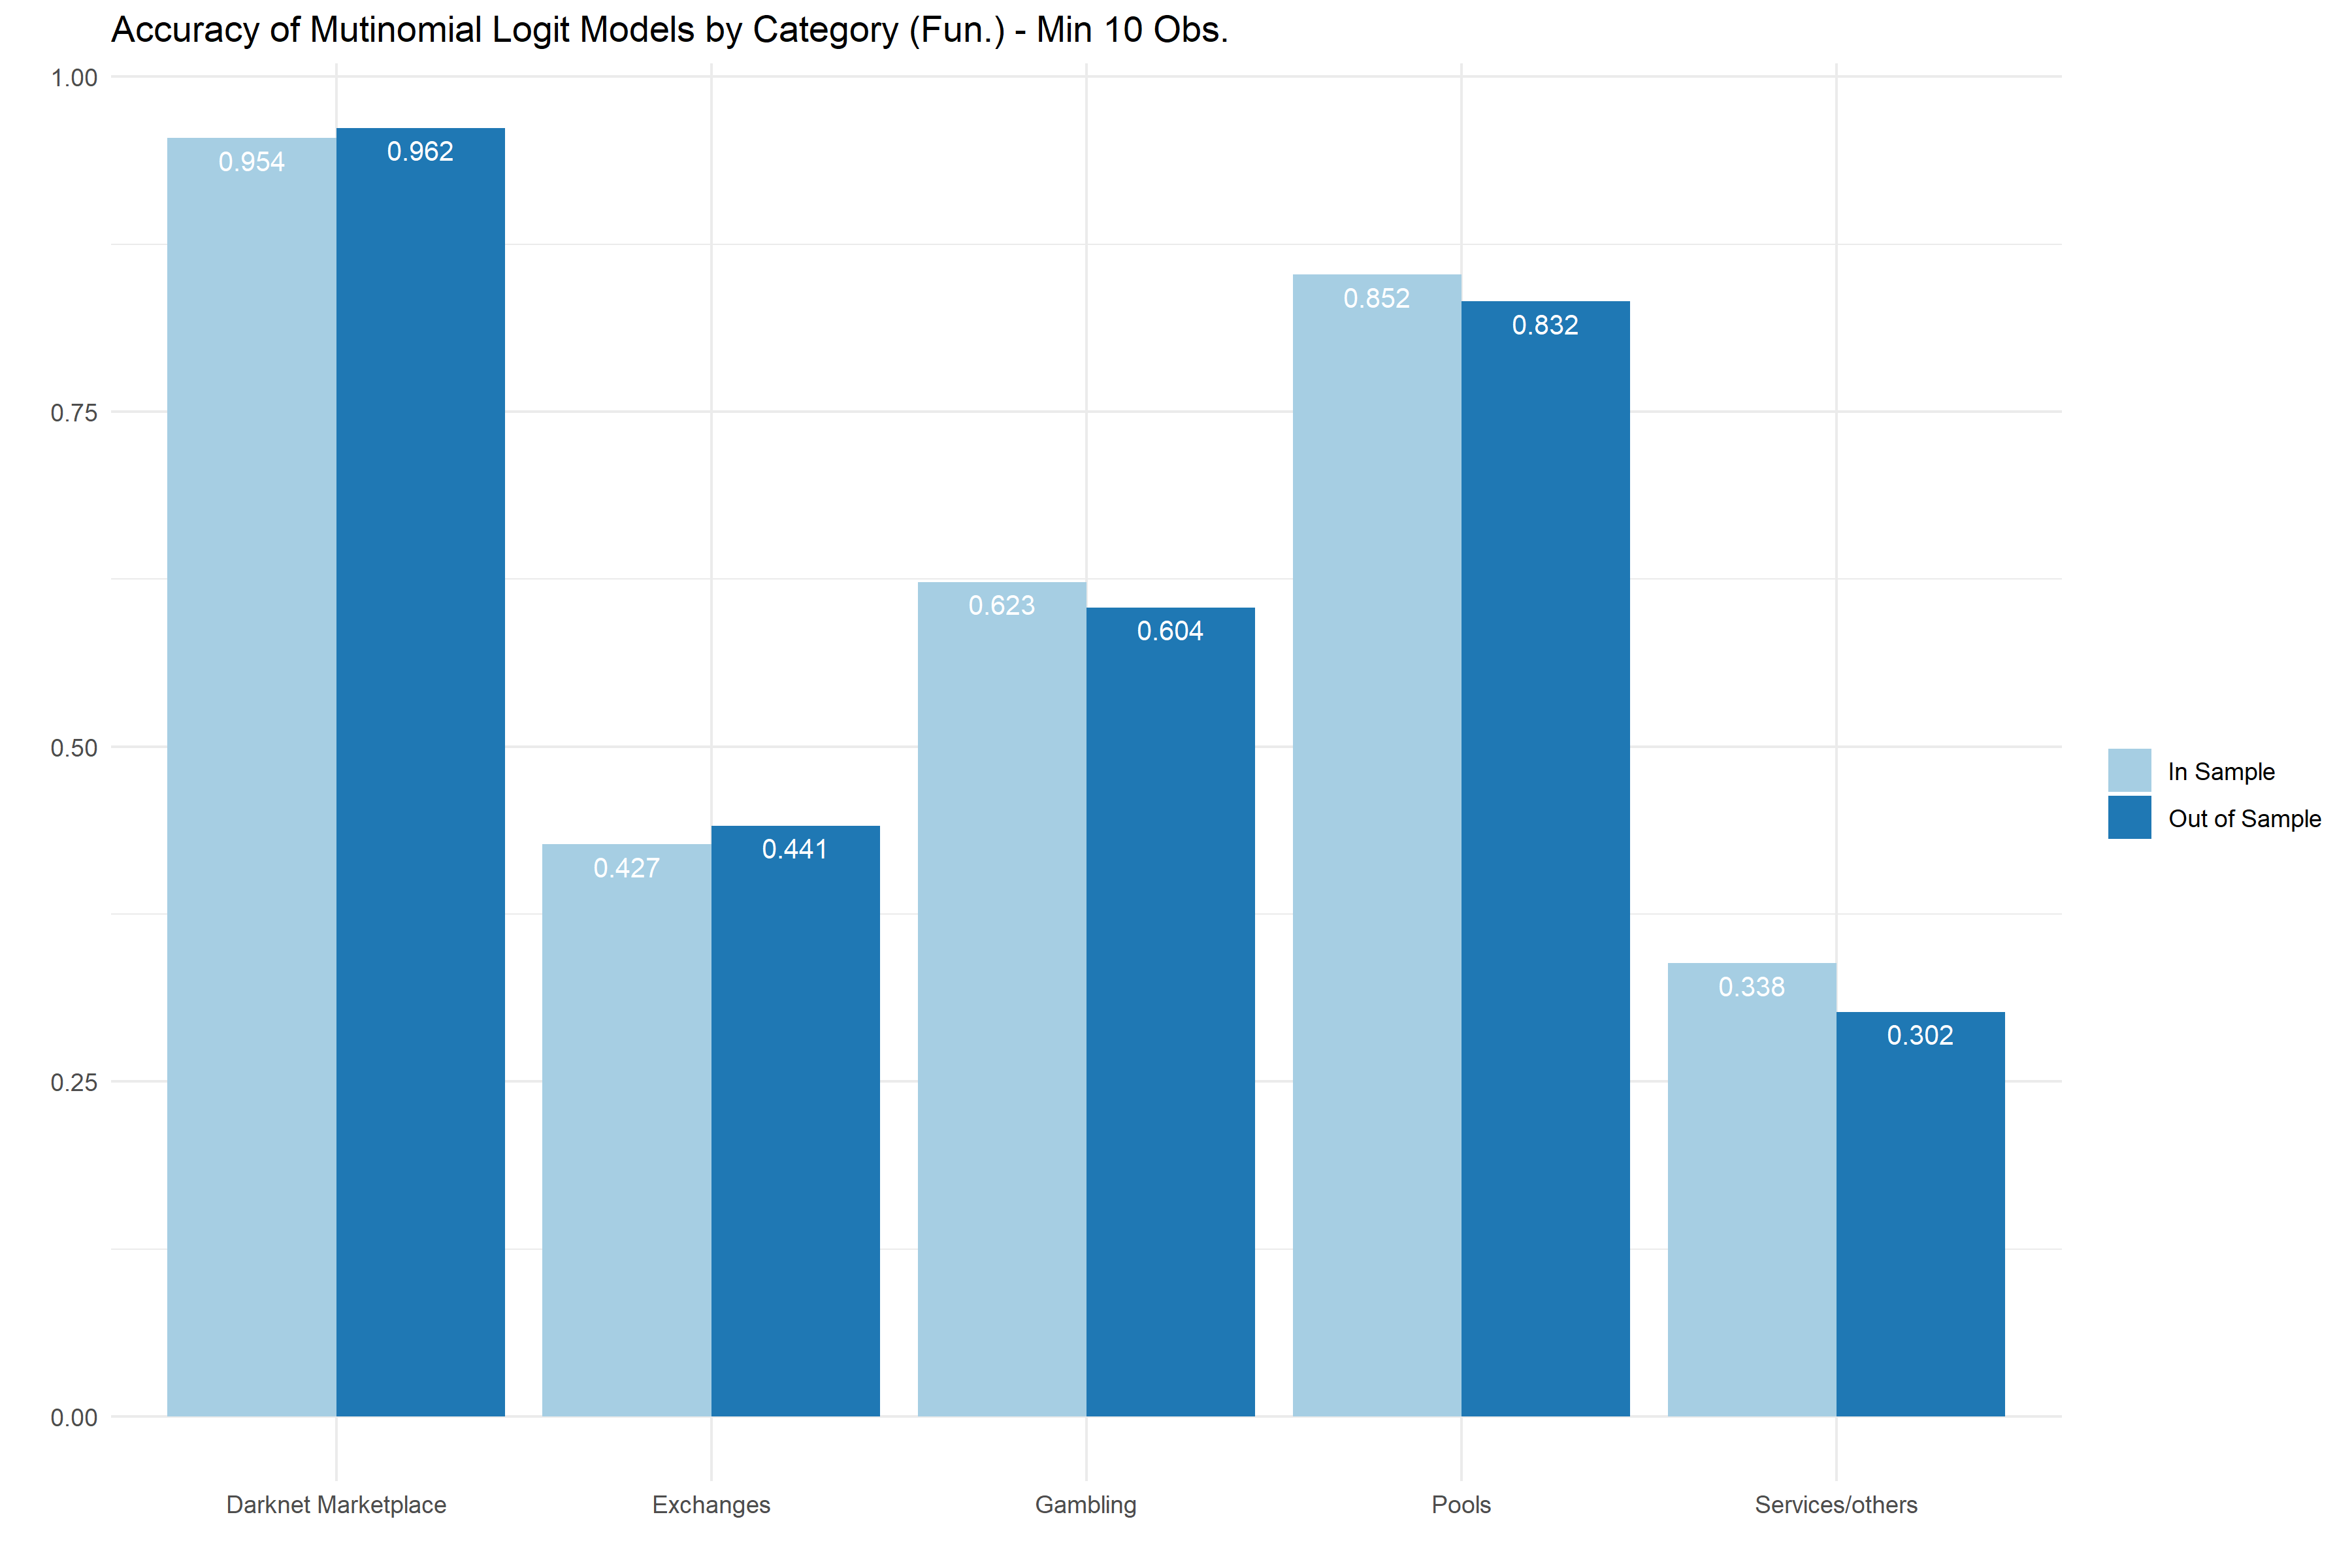 Accuracy of Mutinomial Logit Models by Category (Fun.) - Min 10 Obs.
1.00
0.75
0.50
0.25
0.00
0.954
0.962
0.427
0.441
0.623
0.604
0.852
0.832
0.338
0.302
Darknet Marketplace
Exchanges
Gambling
Pools
Services/others
In Sample
Out of Sample